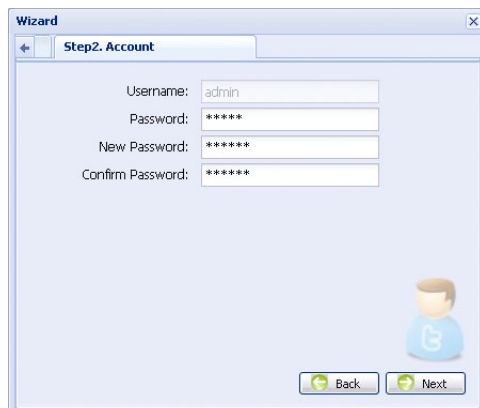 Wizard
Step2. Account
Username: admin
Password: *****
New Password: ******
Confirm Password: ******
Back Next